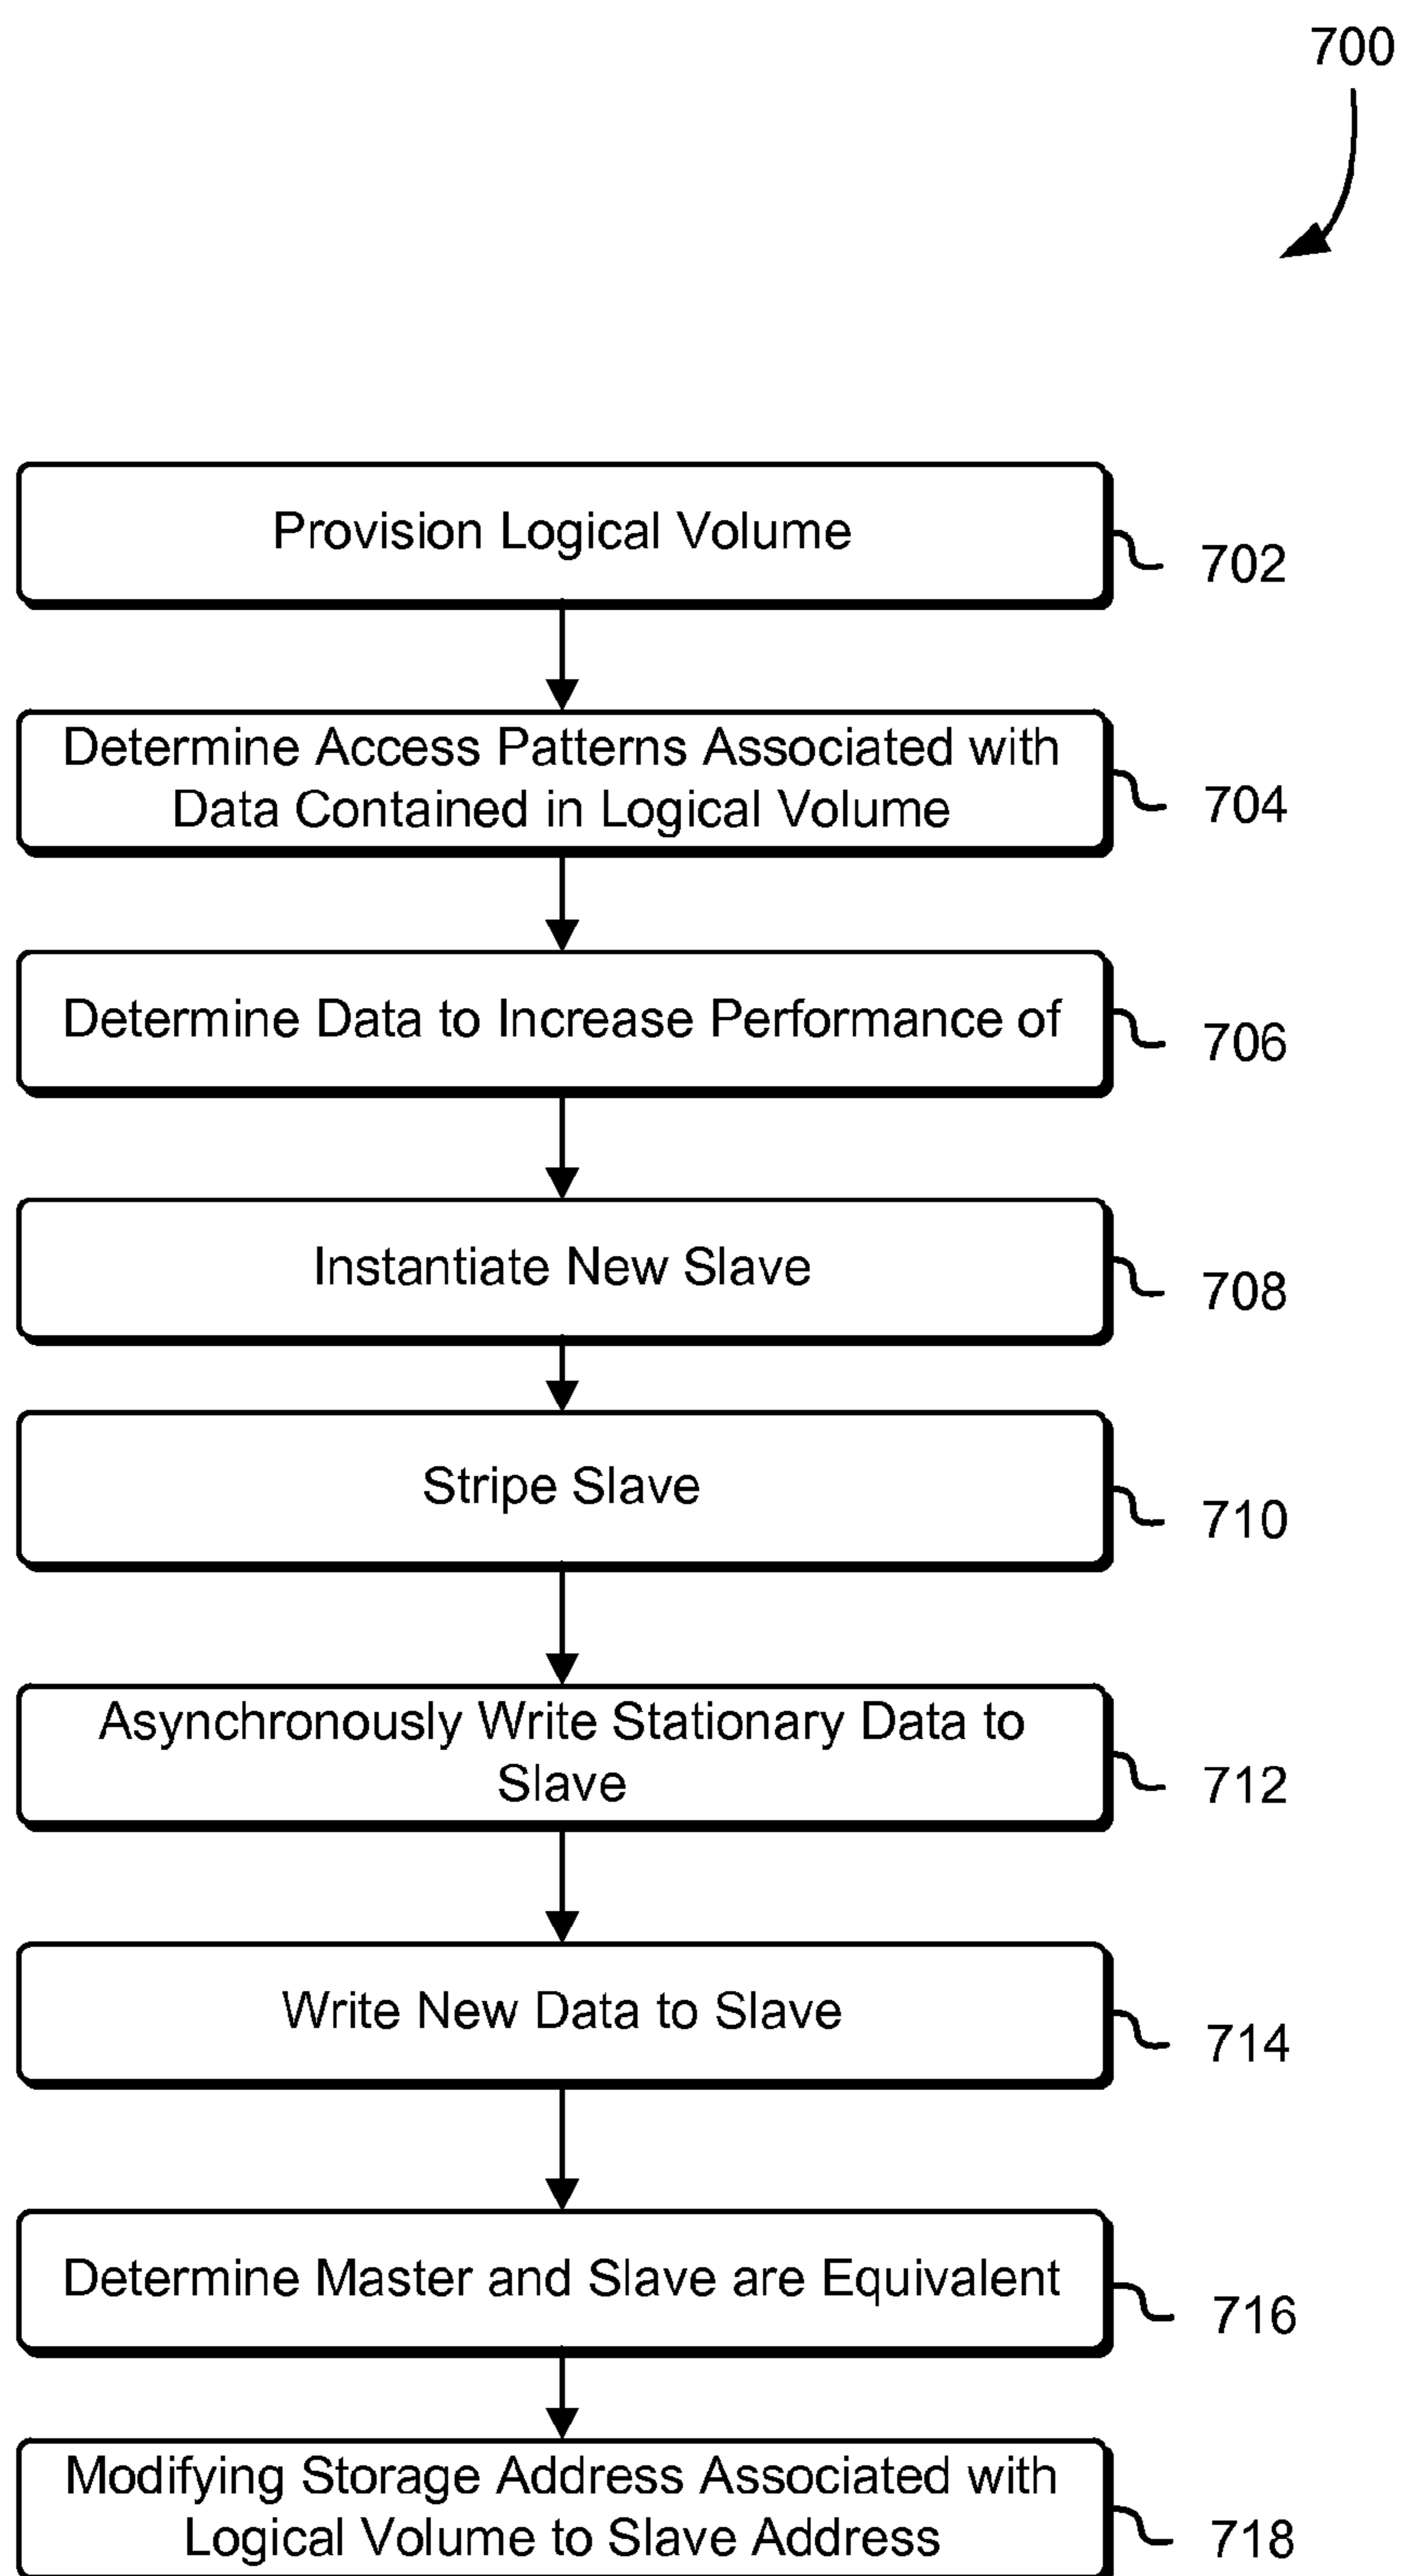 700
Provision Logical Volume
702
Determine Access Patterns Associated with
Data Contained in Logical Volume
704
Determine Data to Increase Performance of
706
Instantiate New Slave
708
Stripe Slave
710
Asynchronously Write Stationary Data to
Slave
712
Write New Data to Slave
714
Determine Master and Slave are Equivalent
716
Modifying Storage Address Associated with
Logical Volume to Slave Address
718